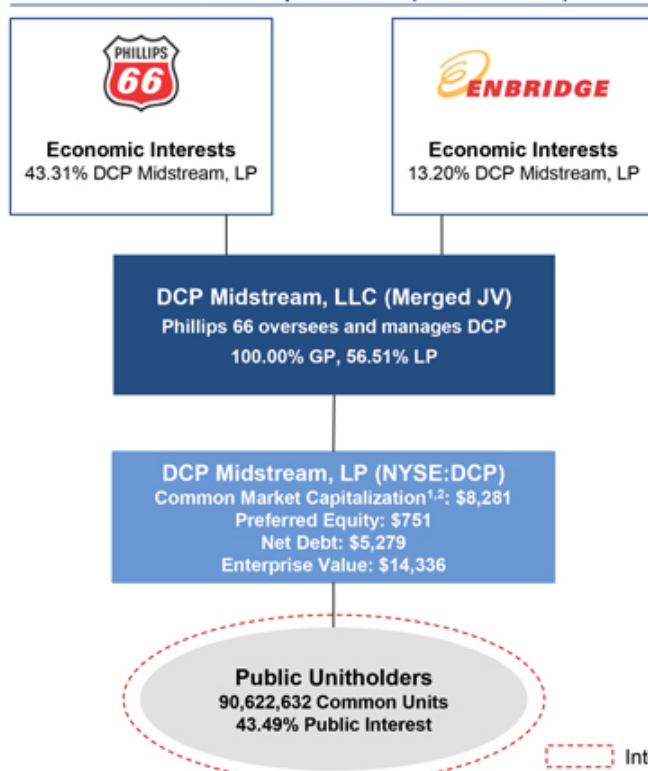 PHILLIPS
66
Economic Interests
43.31% DCP Midstream, LP
ENBRIDGE
Economic Interests
13.20% DCP Midstream, LP
DCP Midstream, LLC (Merged JV)
Phillips 66 oversees and manages DCP
100.00% GP, 56.51% LP
DCP Midstream, LP (NYSE:DCP)
Common Market Capitalization1,2: $8,281
Preferred Equity: $751
Net Debt: $5,279
Enterprise Value: $14,336
Public Unitholders
90,622,632 Common Units
43.49% Public Interest
Int